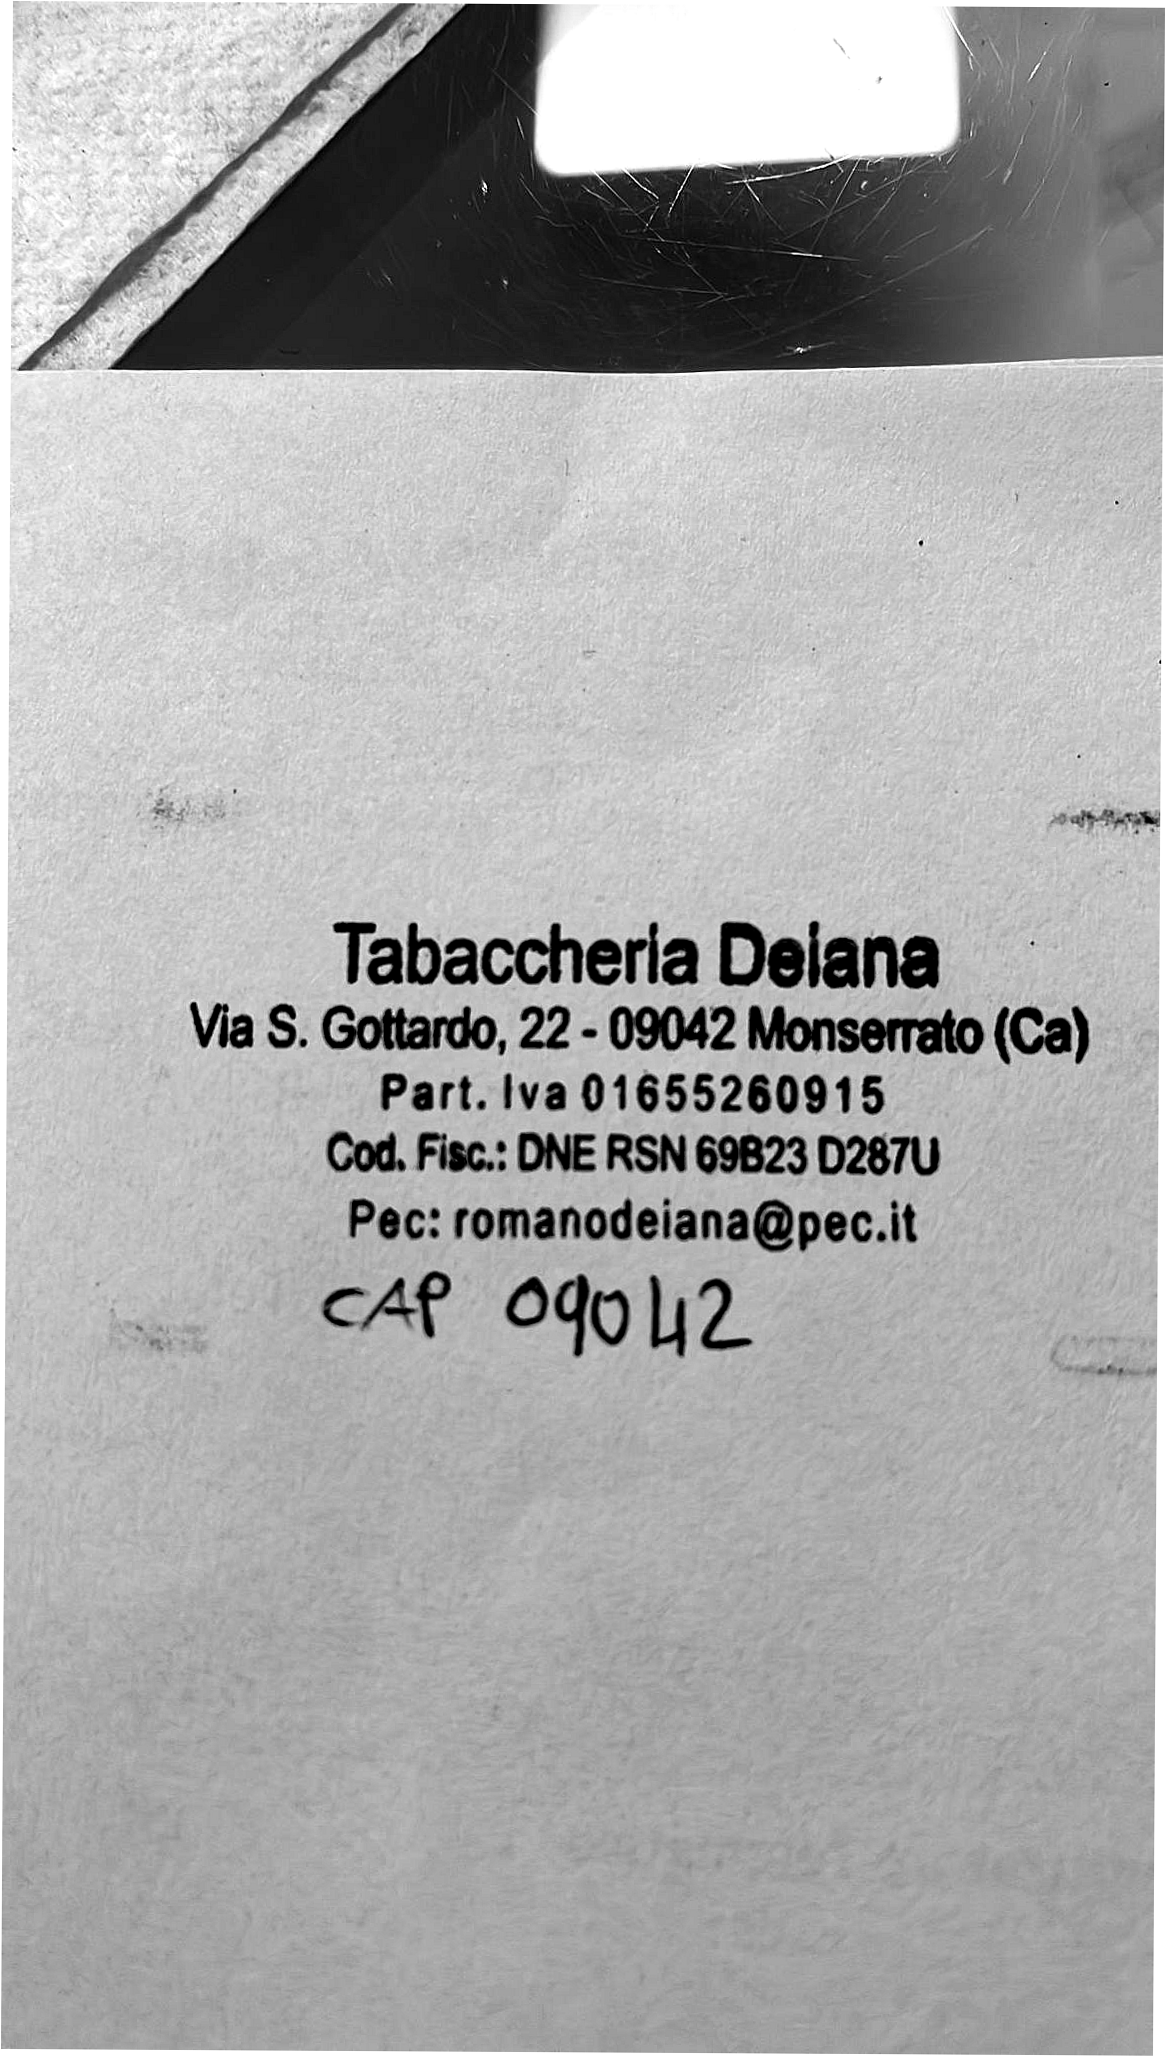 Tabaccheria Deiana
Via S. Gottardo, 22 - 09042 Monserrato (Ca)
Part. Iva 01655260915
Cod. Fisc.: DNE RSN 69B23 D287U
Pec: romanodeiana@pec.it
CAP 09042